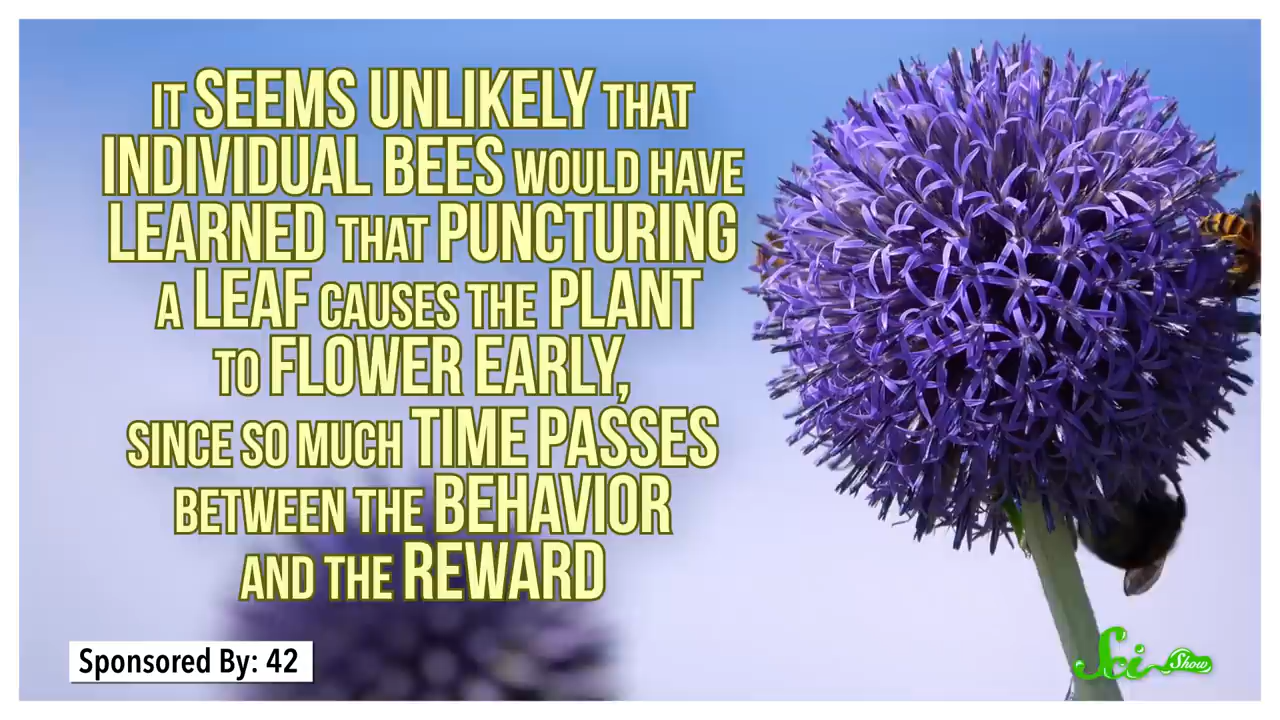 IT SEEMS UNLIKELY THAT
INDIVIDUAL BEES WOULD HAVE
LEARNED THAT PUNCTURING
A LEAF CAUSES THE PLANT
TO FLOWER EARLY,
SINCE SO MUCH TIME PASSES
BETWEEN THE BEHAVIOR
AND THE REWARD
Sponsored By: 42
Sci Show